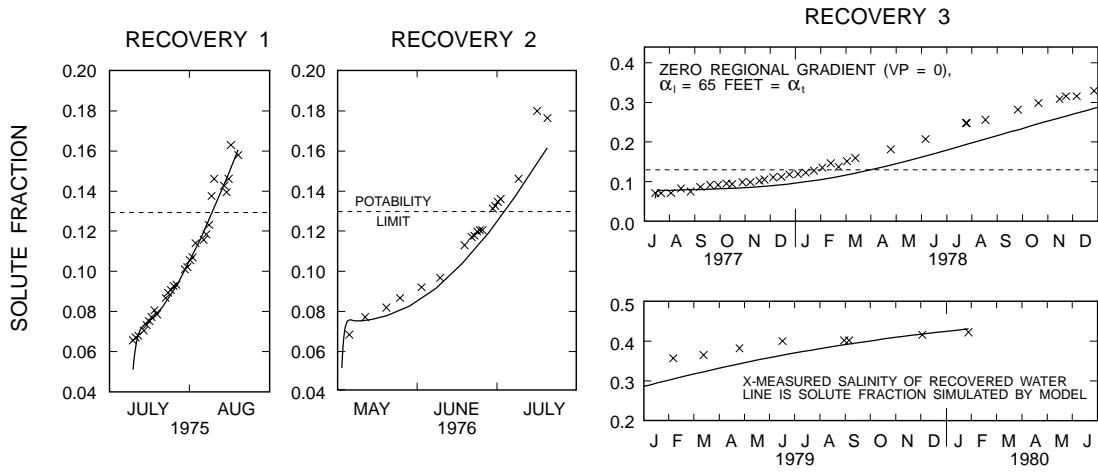 RECOVERY 1
RECOVERY 2
RECOVERY 3
SOLUTE FRACTION
0.20
0.18
0.16
0.14
0.12
0.10
0.08
0.06
0.04
JULY
AUG
1975
0.20
0.18
0.16
0.14
0.12
0.10
0.08
0.06
0.04
POTABILITY
LIMIT
MAY
JUNE
JULY
1976
ZERO REGIONAL GRADIENT (VP = 0),
αl = 65 FEET = αt
0.4
0.3
0.2
0.1
0.0
J A S O N D J F M A M J J A S O N D
1977
1978
0.5
0.4
0.3
0.2
X-MEASURED SALINITY OF RECOVERED WATER
LINE IS SOLUTE FRACTION SIMULATED BY MODEL
J F M A M J J A S O N D J F M A M J
1979
1980